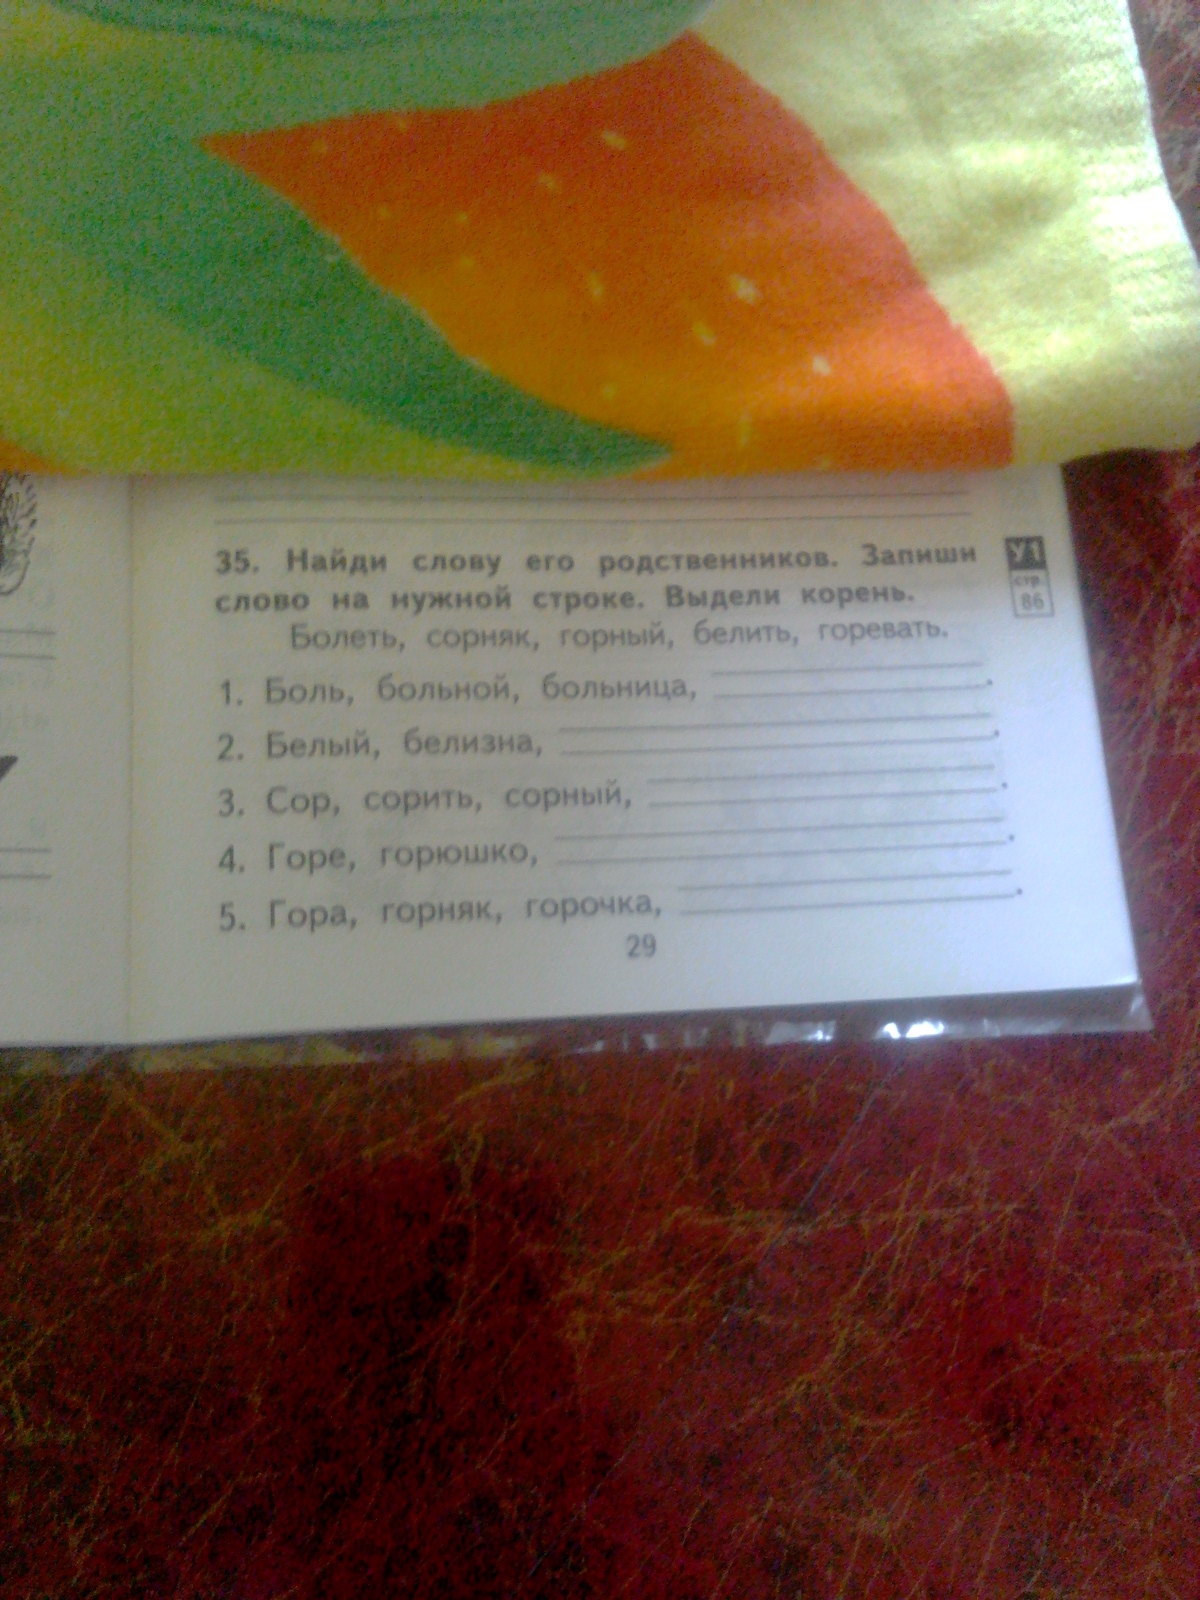 35. Найди слову его родственников. Запиши
слово на нужной строке. Выдели корень.
У1
стр.
86
Болеть, сорняк, горный, белить, горевать.
1. Боль, больной, больница, .
2. Белый, белизна, .
3. Сор, сорить, сорный, .
4. Горе, горюшко, .
5. Гора, горняк, горочка, .
29